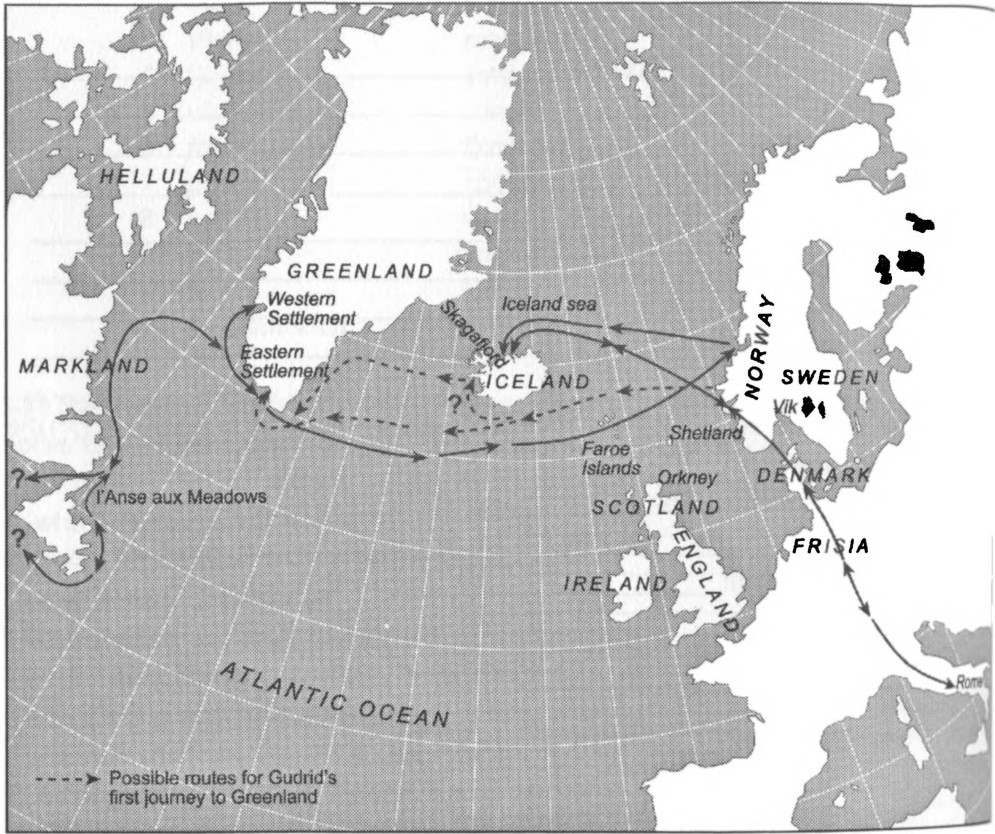 HELLULAND
GREENLAND
Western
Settlement
Skagafjord
Iceland sea
NORWAY
Eastern
Settlement
MARKLAND
ICELAND
SWEDEN
?
Vik
Shetland
Faroe
Islands
DENMARK
?
l'Anse aux Meadows
Orkney
SCOTLAND
?
ENGLAND
FRISIA
IRELAND
ATLANTIC OCEAN
Rome
Possible routes for Gudrid's
first journey to Greenland